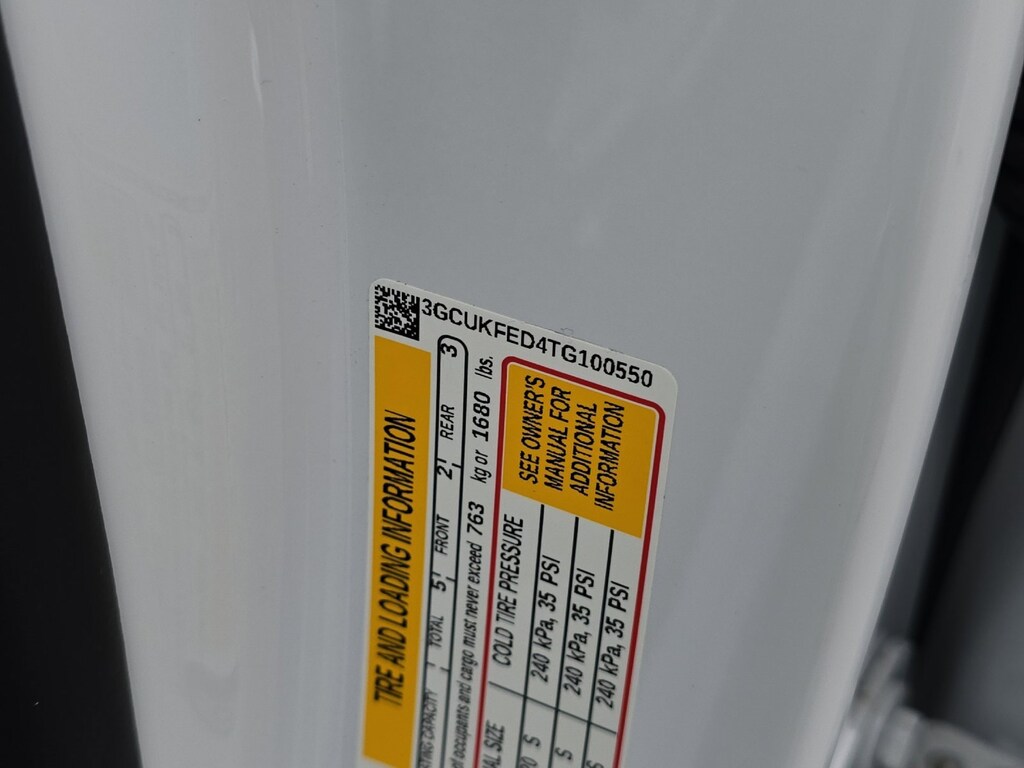 3GCUKFED4TG100550
TIRE AND LOADING INFORMATION
CAPACITY TOTAL 5 FRONT 2 REAR 3
occupants and cargo must never exceed 763 kg or 1680 lbs.
SIZE COLD TIRE PRESSURE
S 240 kPa, 35 PSI
S 240 kPa, 35 PSI
S 240 kPa, 35 PSI
SEE OWNER'S
MANUAL FOR
ADDITIONAL
INFORMATION